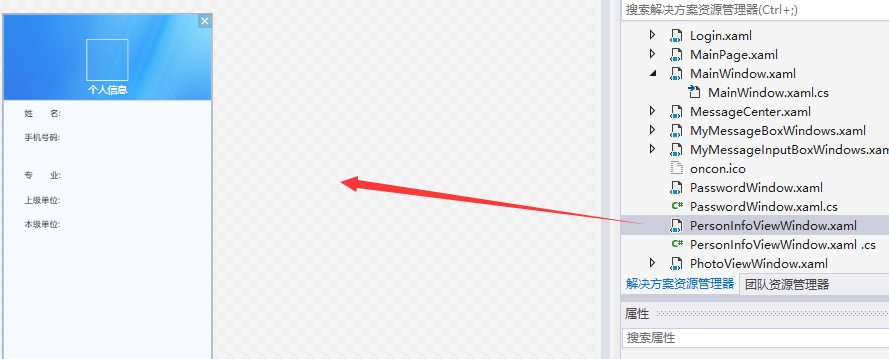 个人信息
姓 名:
手机号码:
专 业:
上级单位:
本级单位:
搜索解决方案资源管理器(Ctrl+;)
Login.xaml
MainPage.xaml
MainWindow.xaml
MainWindow.xaml.cs
MessageCenter.xaml
MyMessageBoxWindows.xaml
MyMessageInputBoxWindows.xam
oncon.ico
PasswordWindow.xaml
C# PasswordWindow.xaml.cs
PersonInfoViewWindow.xaml
C# PersonInfoViewWindow.xaml .cs
PhotoViewWindow.xaml
解决方案资源管理器 团队资源管理器
属性
搜索属性